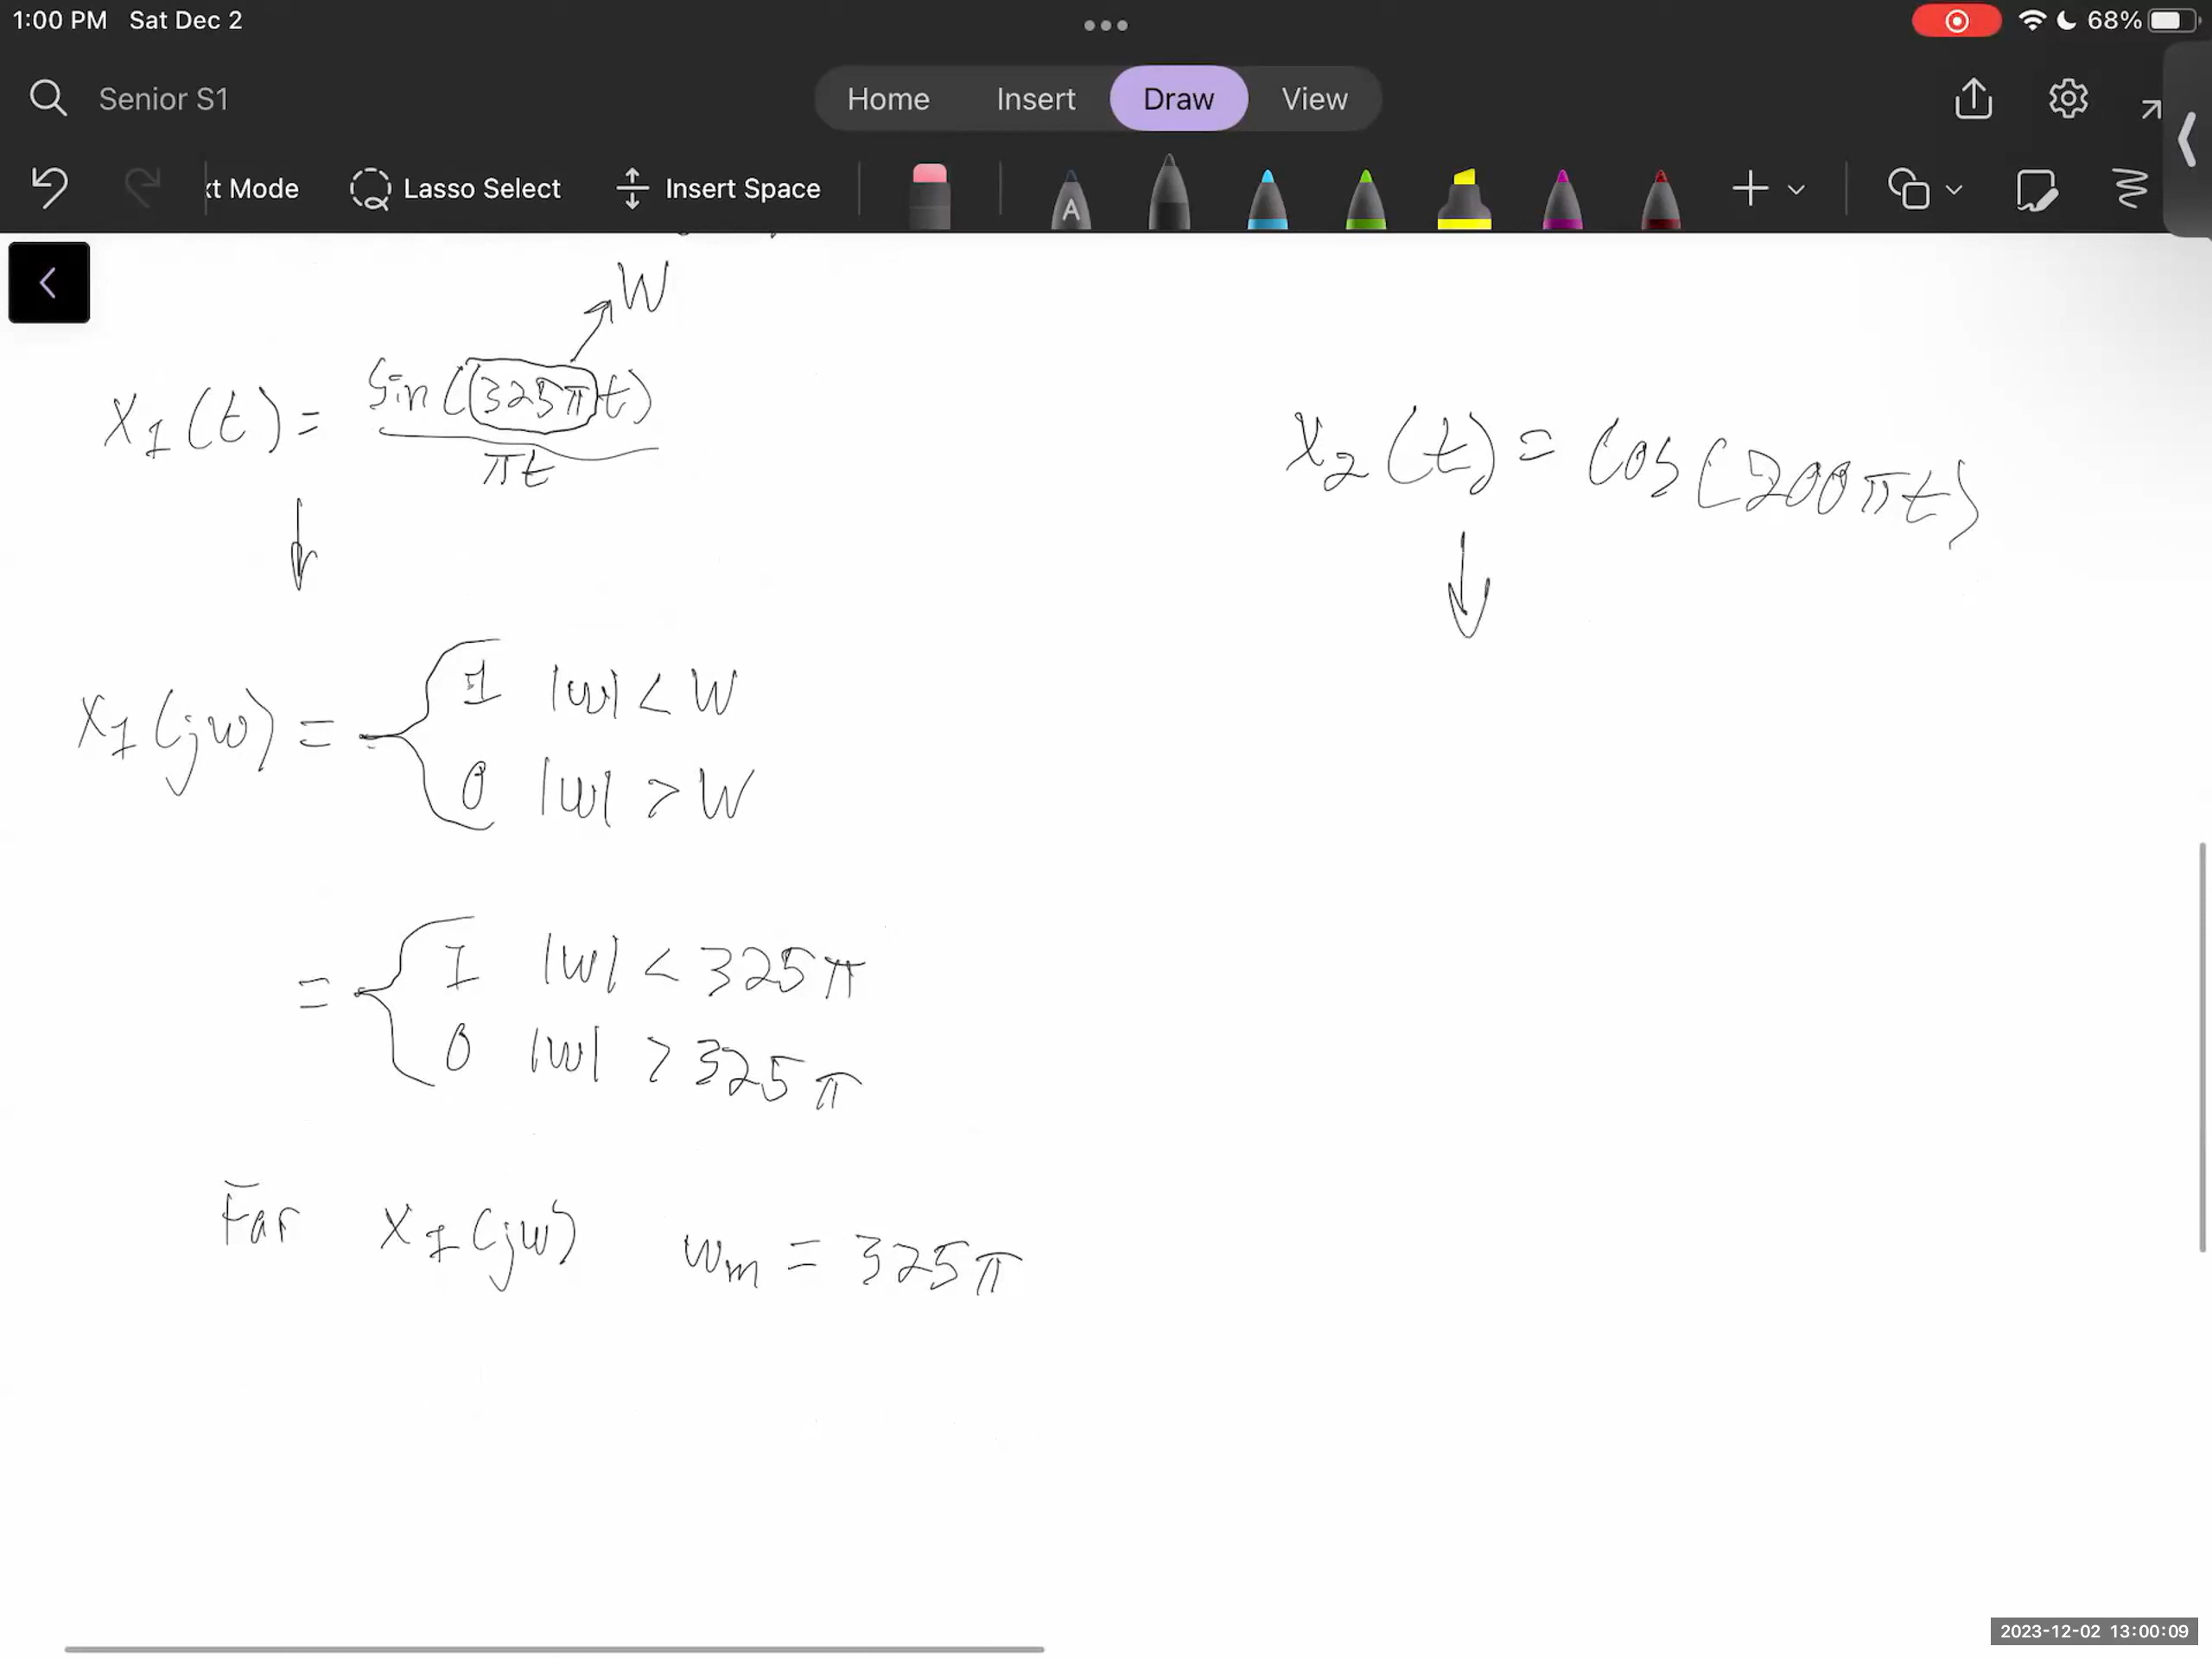 1:00 PM Sat Dec 2
68%
Senior S1
Home Insert Draw View
xt Mode Lasso Select Insert Space
A
W
X1(t) = sin((325π)t)
πt
X2(t) = cos(200πt)
X1(jw) = { 1 |w| < W
0 |w| > W
= { 1 |w| < 325π
0 |w| > 325π
For X1(jw) wm = 325π
2023-12-02 13:00:09